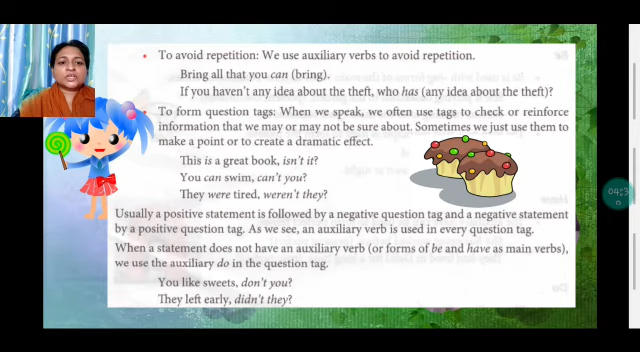 • To avoid repetition: We use auxiliary verbs to avoid repetition.
Bring all that you can (bring).
If you haven't any idea about the theft, who has (any idea about the theft)?
• To form question tags: When we speak, we often use tags to check or reinforce
information that we may or may not be sure about. Sometimes we just use them to
make a point or to create a dramatic effect.
This is a great book, isn't it?
You can swim, can't you?
They were tired, weren't they?
Usually a positive statement is followed by a negative question tag and a negative statement
by a positive question tag. As we see, an auxiliary verb is used in every question tag.
When a statement does not have an auxiliary verb (or forms of be and have as main verbs),
we use the auxiliary do in the question tag.
You like sweets, don't you?
They left early, didn't they?
04:3
0